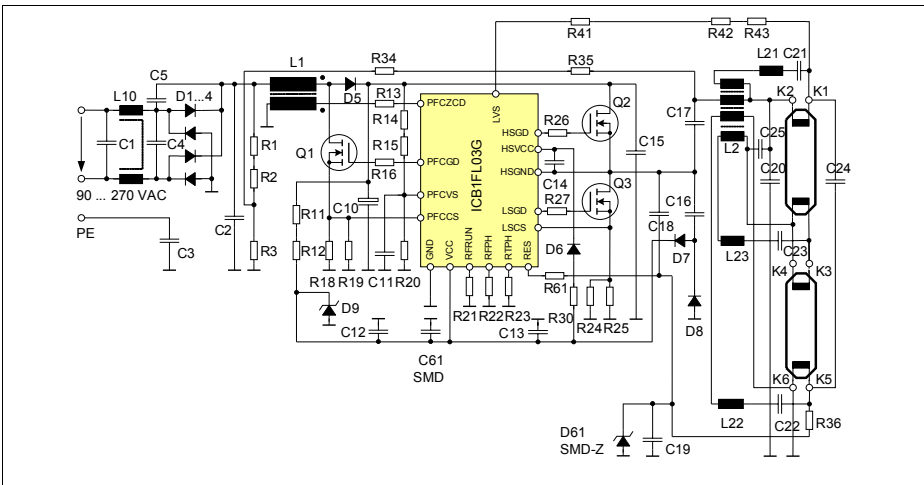 R41
R42 R43
L1
R34
R35
L21 C21
C5
L10 D1...4
D5
R13
PFCZCD
LVS
R14
HSGD
R26
Q2
C17
K2 K1
C1
C4
R1
Q1
R15
R16
PFCGD
HSVCC
C15
L2
C25
C20
C24
ICB1FL03G
C14
HSGND
R2
R27
Q3
90 ... 270 VAC
PFCVS
LSGD
C16
R11
C10
PFCCS
LSCS
C18
PE
C2
C3
R3
R12
GND
VCC
RFRUN
RFPH
RTPH
RES
D6
D7
L23
C23
R18
R19
C11
R20
R61
K4 K3
R21
R22
R23
R30
R24
R25
D9
C12
C13
D8
C61
SMD
K6 K5
L22
C22
R36
D61
SMD-Z
C19